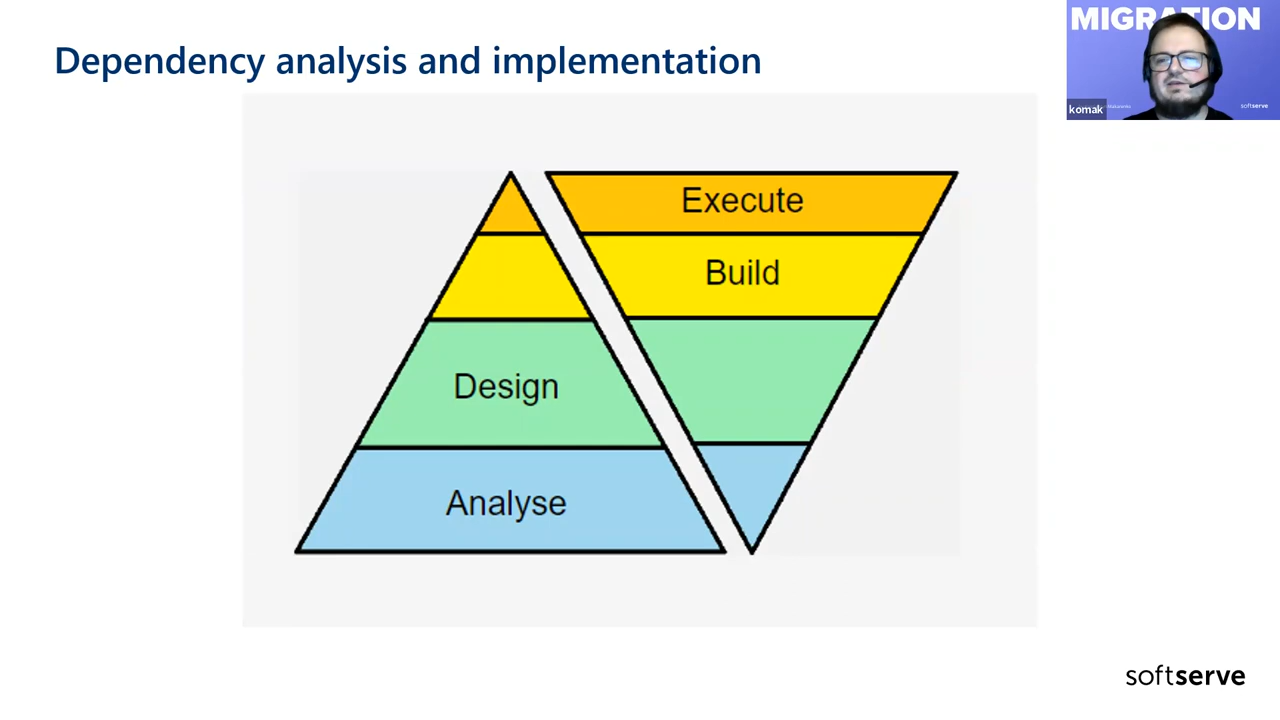 Dependency analysis and implementation
MIGRATION
komak
softserve
Execute
Build
Design
Analyse
softserve